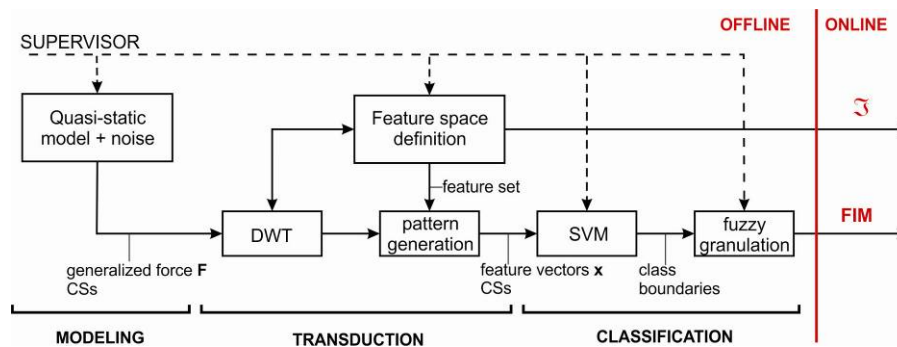 OFFLINE
ONLINE
SUPERVISOR
Quasi-static
model + noise
Feature space
definition
ℑ
feature set
DWT
pattern
generation
SVM
fuzzy
granulation
FIM
generalized force F
CSs
feature vectors x
CSs
class
boundaries
MODELING
TRANSDUCTION
CLASSIFICATION